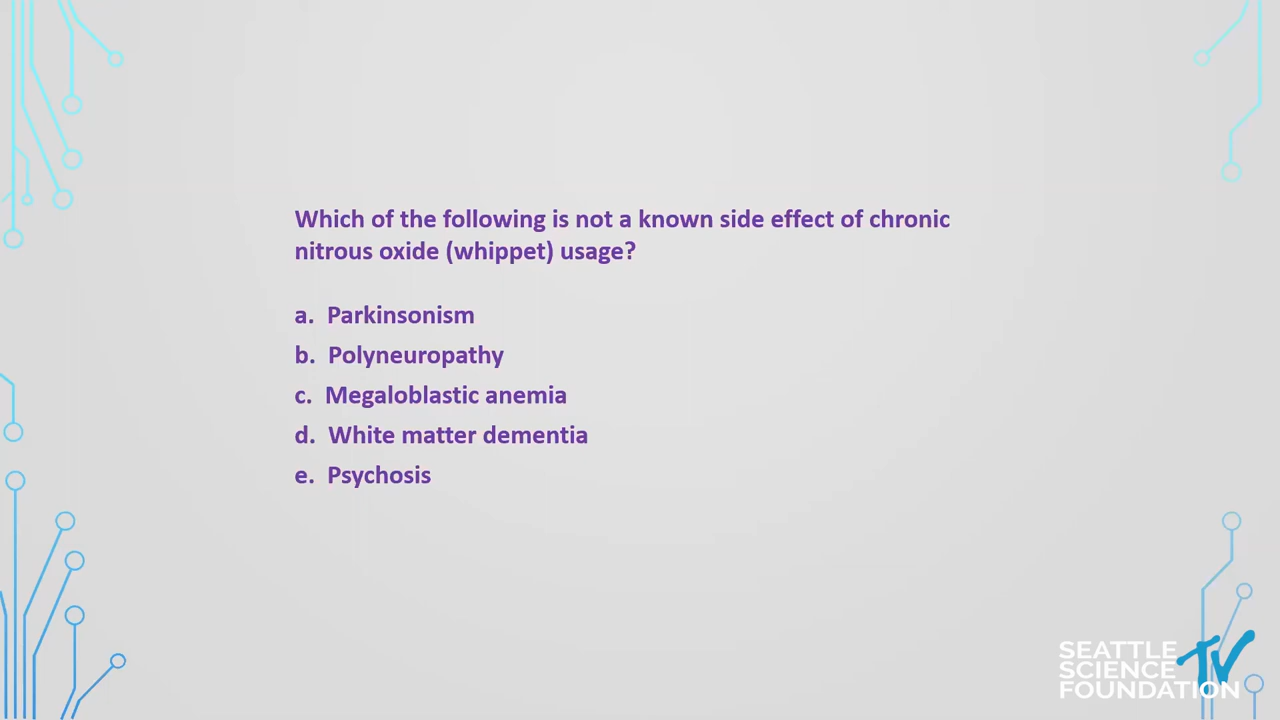 Which of the following is not a known side effect of chronic
nitrous oxide (whippet) usage?
a. Parkinsonism
b. Polyneuropathy
c. Megaloblastic anemia
d. White matter dementia
e. Psychosis
SEATTLE
SCIENCE
FOUNDATION
TV